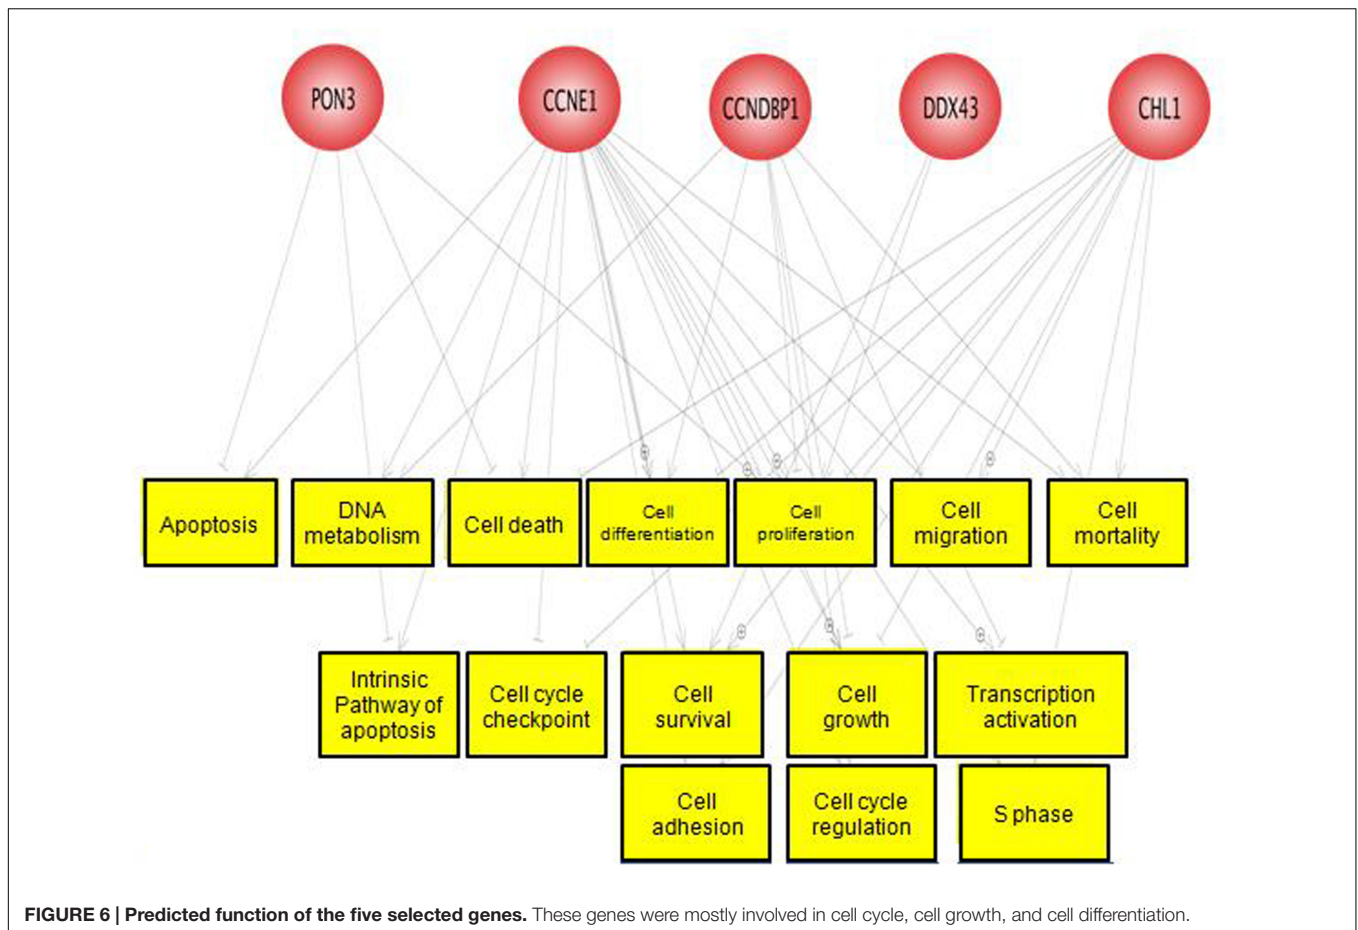 PON3
CCNE1
CCNDBP1
DDX43
CHL1
Apoptosis
DNA
metabolism
Cell death
Cell
differentiation
Cell
proliferation
Cell
migration
Cell
mortality
Intrinsic
Pathway of
apoptosis
Cell cycle
checkpoint
Cell
survival
Cell
growth
Transcription
activation
Cell
adhesion
Cell cycle
regulation
S phase
FIGURE 6 | Predicted function of the five selected genes. These genes were mostly involved in cell cycle, cell growth, and cell differentiation.